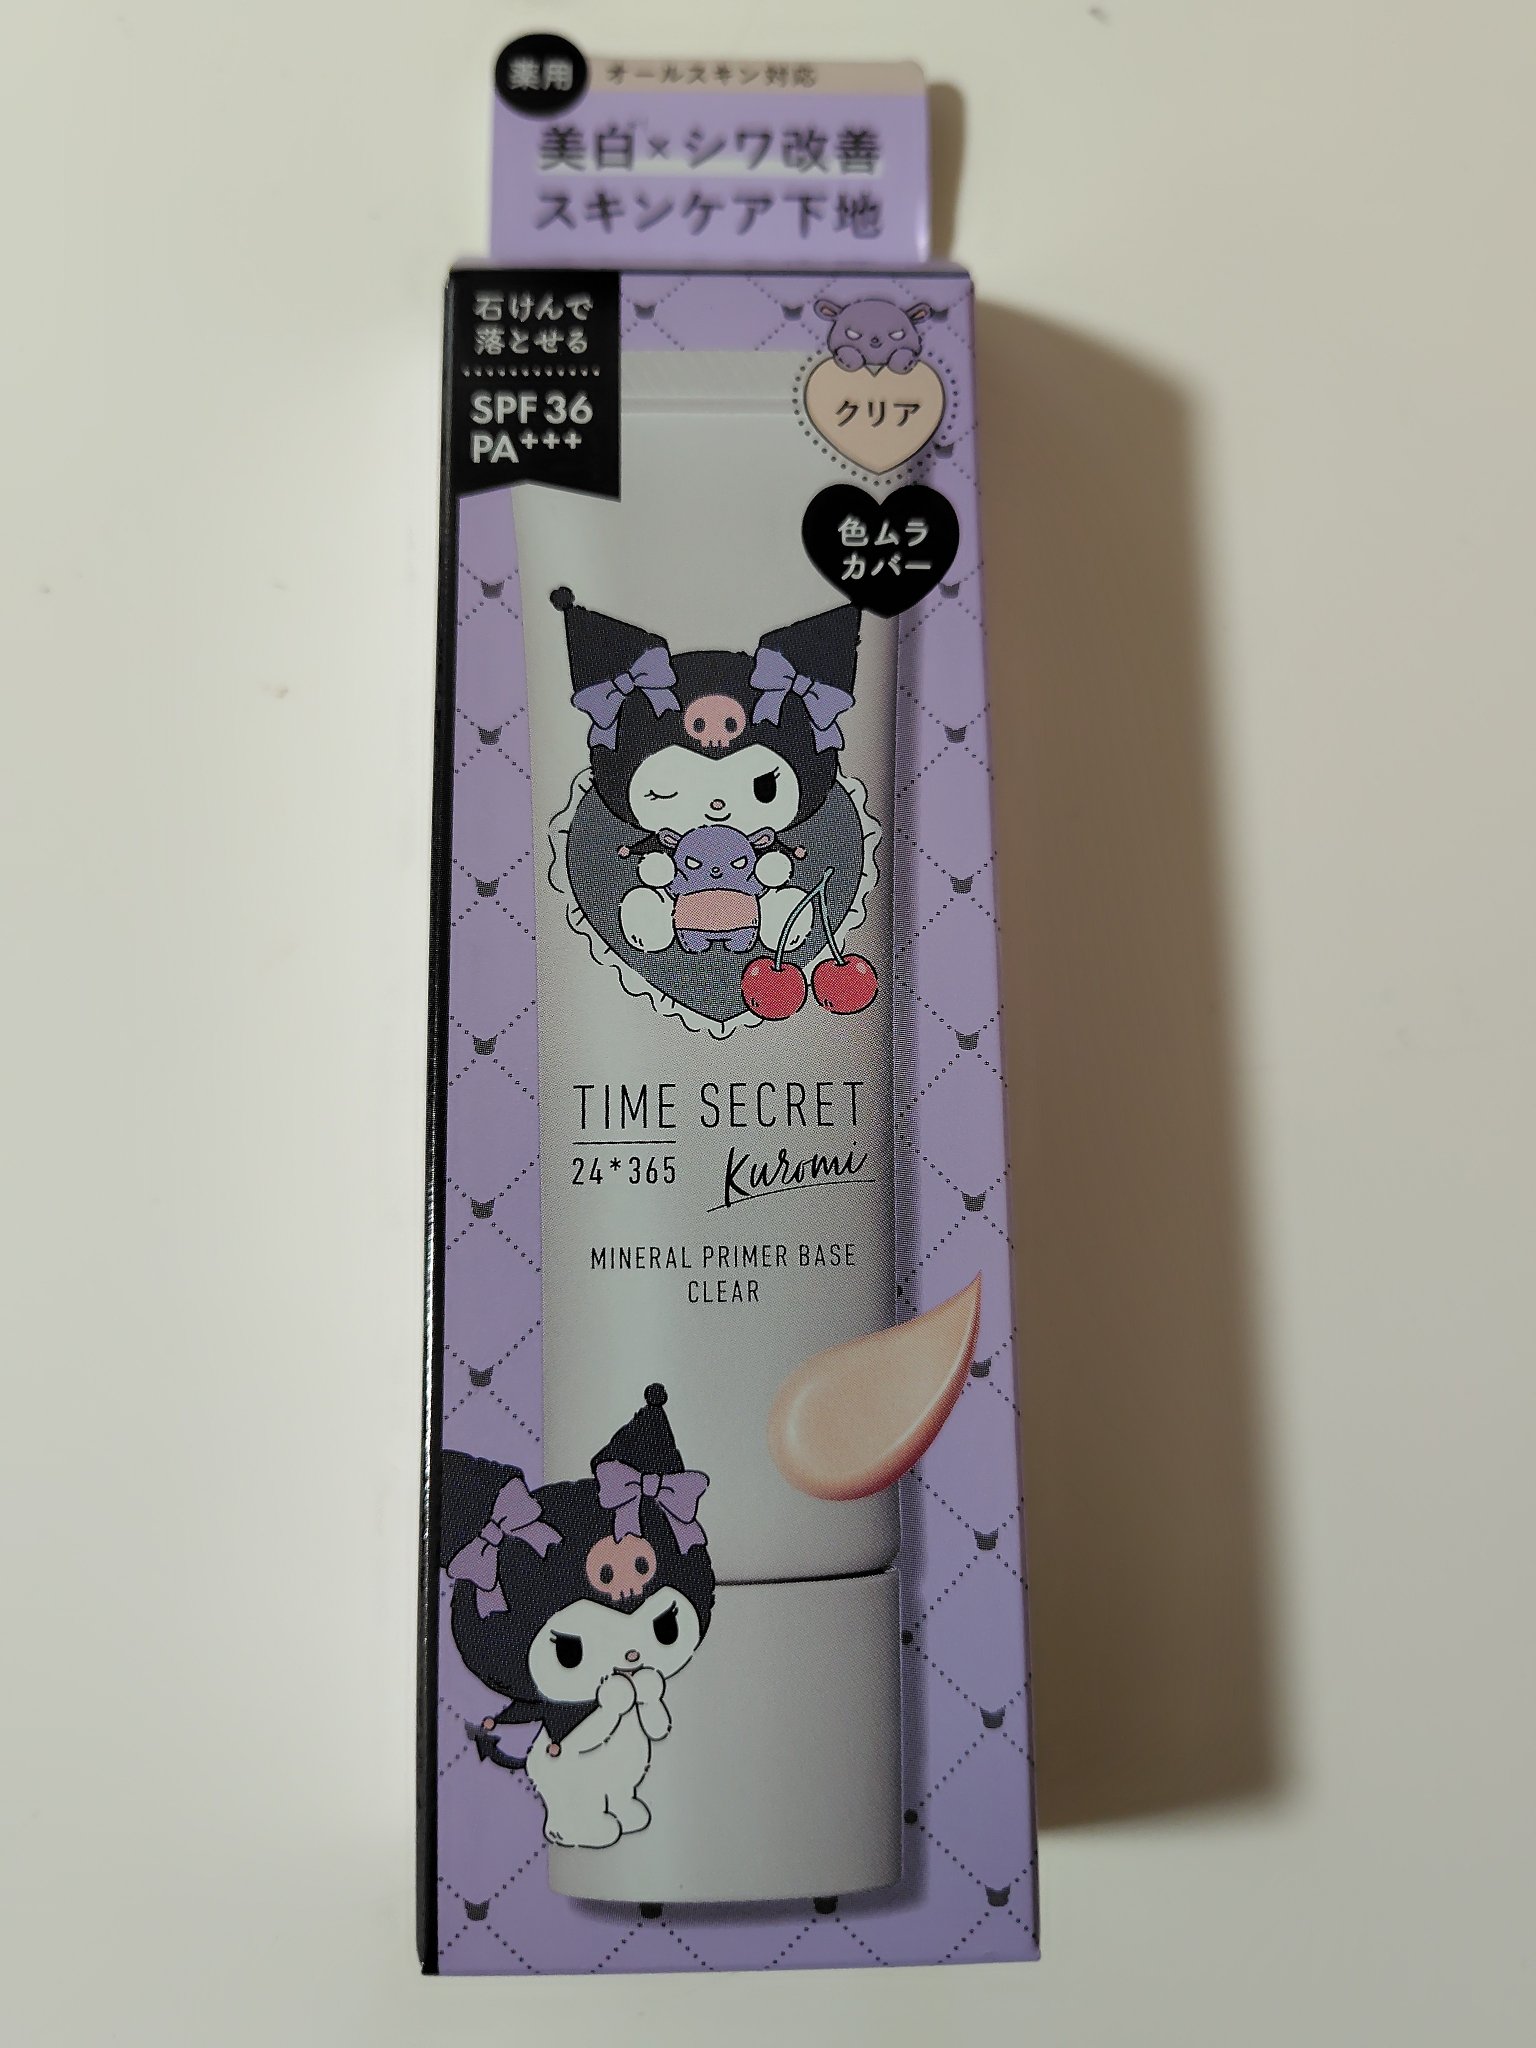 薬用
オールスキン対応
美白×シワ改善
スキンケア下地
石けんで
落とせる
SPF 36
PA+++
クリア
色ムラ
カバー
TIME SECRET
24*365 Kuromi
MINERAL PRIMER BASE
CLEAR